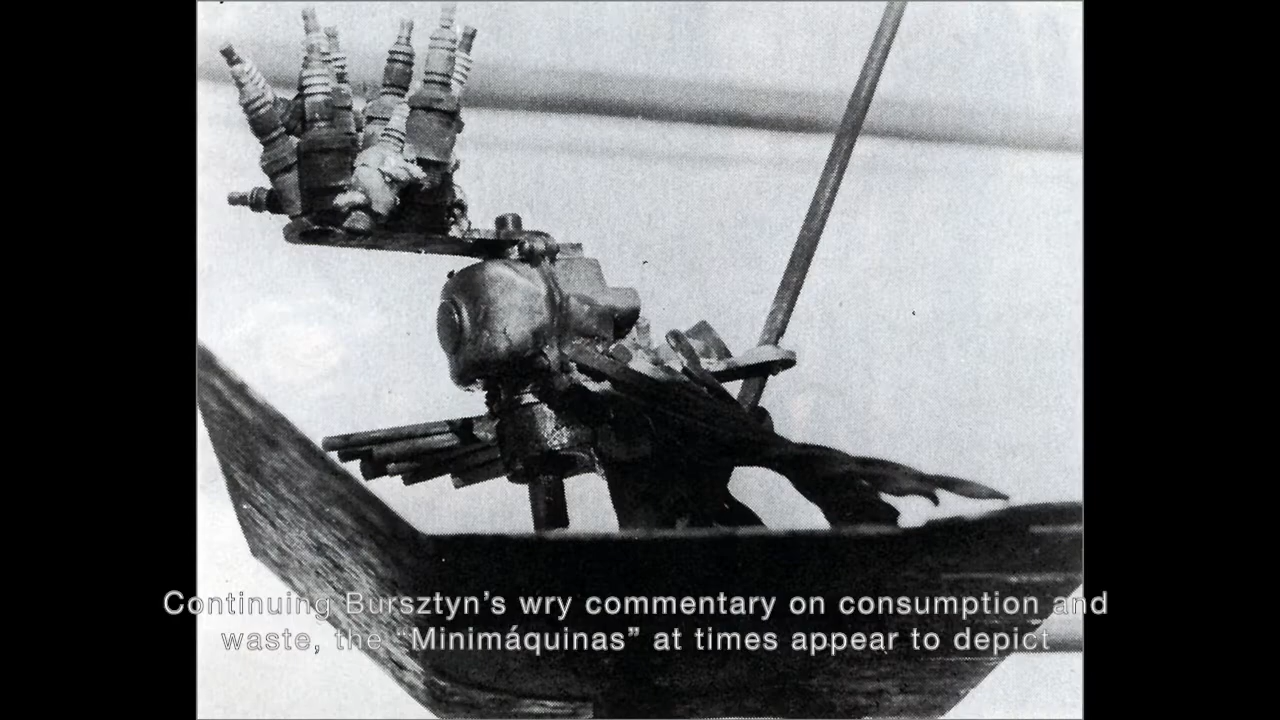 Continuing Bursztyn’s wry commentary on consumption and
waste, the “Minimáquinas” at times appear to depict